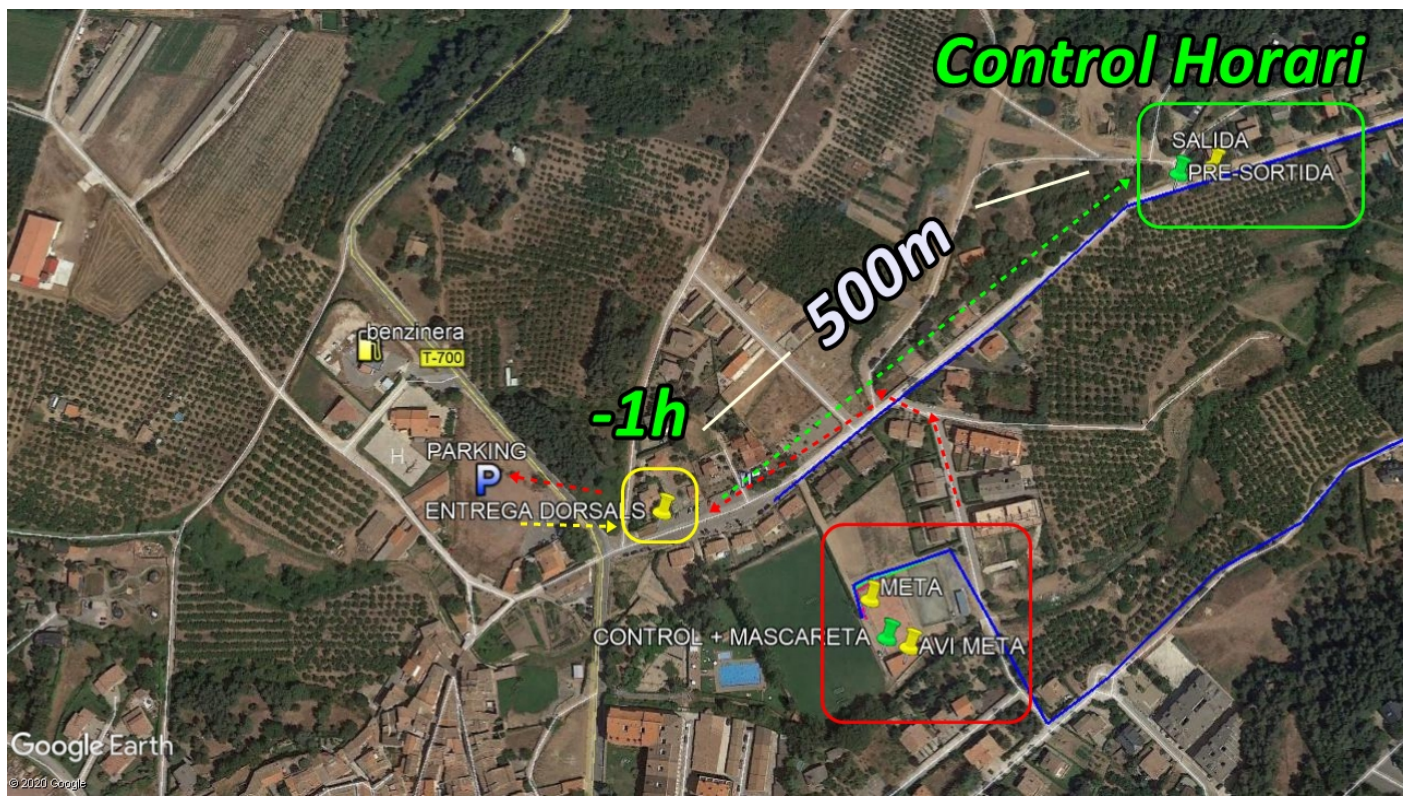 Control Horari
SALIDA
PRE-SORTIDA
500m
benzinera
T-700
-1h
PARKING
P
H
ENTREGA DORSALS
META
CONTROL + MASCARETA
AVI META
Google Earth
© 2020 Google